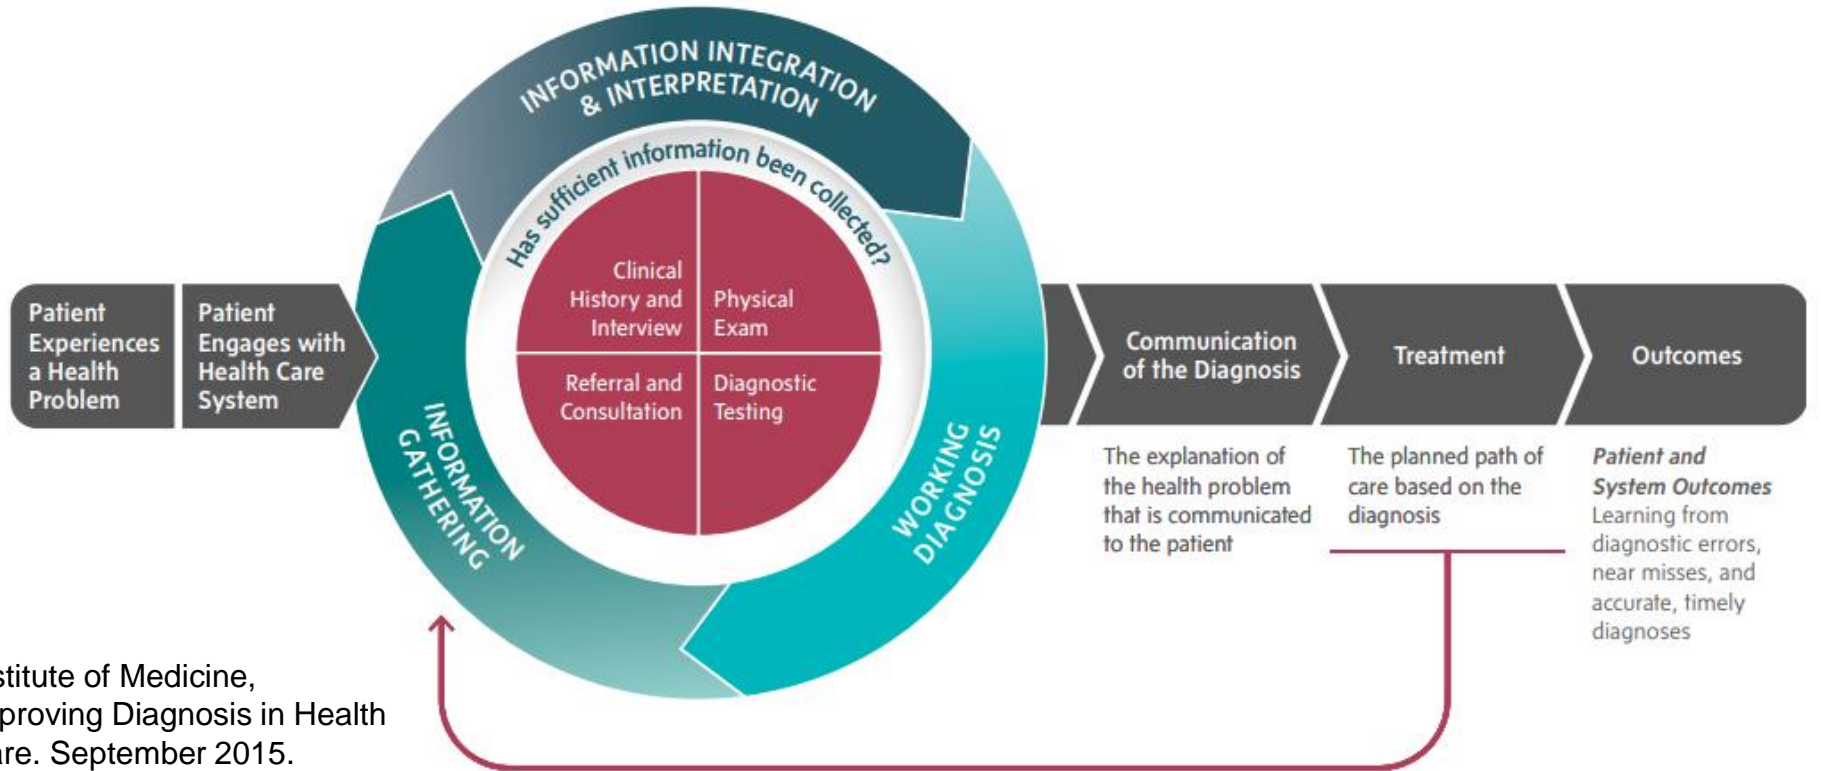 INFORMATION INTEGRATION
& INTERPRETATION
Has sufficient information been collected?
Clinical
History and
Interview
Physical
Exam
Referral and
Consultation
Diagnostic
Testing
INFORMATION
GATHERING
WORKING
DIAGNOSIS
Patient
Experiences
a Health
Problem
Patient
Engages with
Health Care
System
Communication
of the Diagnosis
Treatment
Outcomes
The explanation of
the health problem
that is communicated
to the patient
The planned path of
care based on the
diagnosis
Patient and
System Outcomes
Learning from
diagnostic errors,
near misses, and
accurate, timely
diagnoses
stitute of Medicine,
proving Diagnosis in Health
are. September 2015.